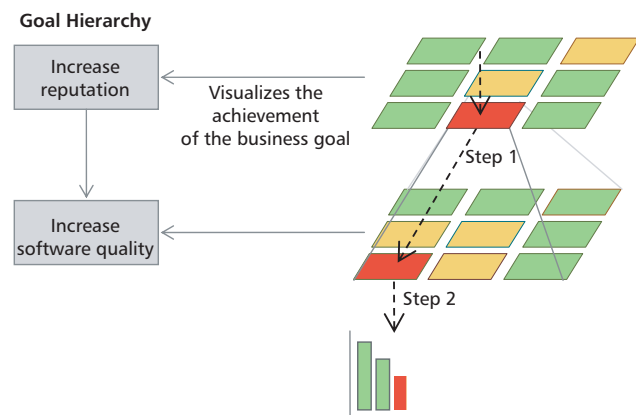 Goal Hierarchy
Increase
reputation
Visualizes the
achievement
of the business goal
Step 1
Increase
software quality
Step 2